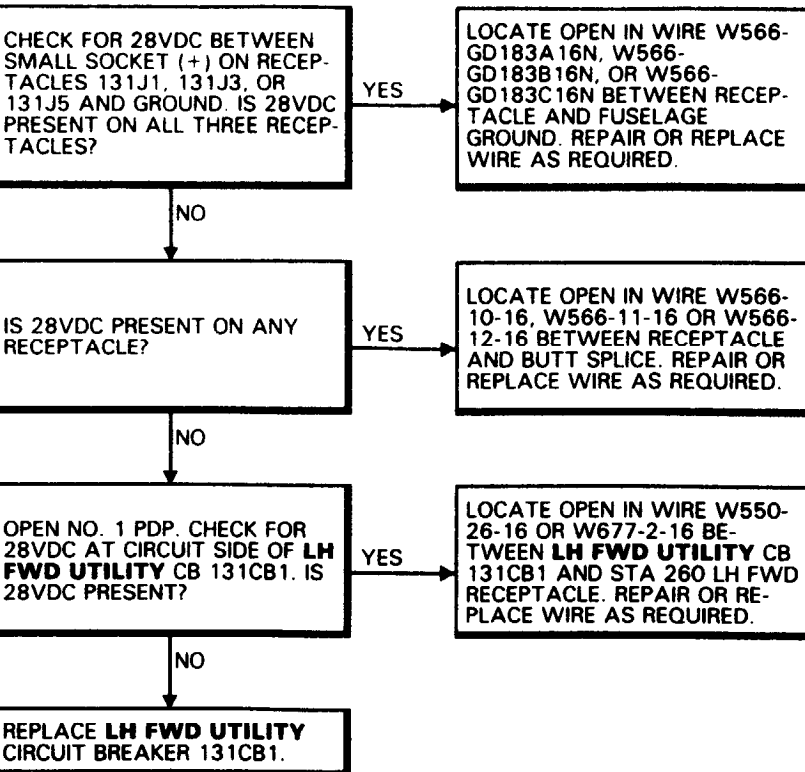 CHECK FOR 28VDC BETWEEN
SMALL SOCKET (+) ON RECEP-
TACLES 131J1, 131J3, OR
131J5 AND GROUND. IS 28VDC
PRESENT ON ALL THREE RECEP-
TACLES?
YES
LOCATE OPEN IN WIRE W566-
GD183A16N, W566-
GD183B16N, OR W566-
GD183C16N BETWEEN RECEP-
TACLE AND FUSELAGE
GROUND. REPAIR OR REPLACE
WIRE AS REQUIRED.
NO
IS 28VDC PRESENT ON ANY
RECEPTACLE?
YES
LOCATE OPEN IN WIRE W566-
10-16, W566-11-16 OR W566-
12-16 BETWEEN RECEPTACLE
AND BUTT SPLICE. REPAIR OR
REPLACE WIRE AS REQUIRED.
NO
OPEN NO. 1 PDP. CHECK FOR
28VDC AT CIRCUIT SIDE OF LH
FWD UTILITY CB 131CB1. IS
28VDC PRESENT?
YES
LOCATE OPEN IN WIRE W550-
26-16 OR W677-2-16 BE-
TWEEN LH FWD UTILITY CB
131CB1 AND STA 260 LH FWD
RECEPTACLE. REPAIR OR RE-
PLACE WIRE AS REQUIRED.
NO
REPLACE LH FWD UTILITY
CIRCUIT BREAKER 131CB1.